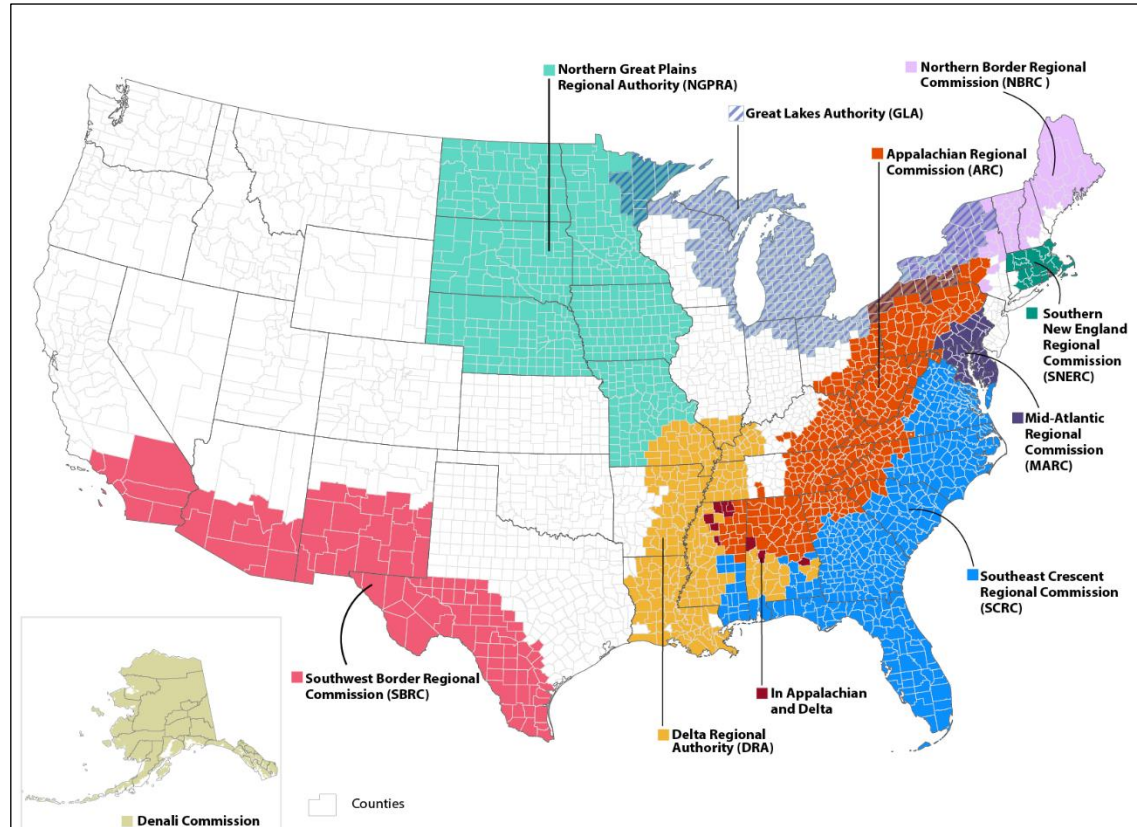 Northern Great Plains
Regional Authority (NGPRA)
Great Lakes Authority (GLA)
Northern Border Regional
Commission (NBRC )
Appalachian Regional
Commission (ARC)
Southern
New England
Regional
Commission
(SNERC)
Mid-Atlantic
Regional
Commission
(MARC)
Southeast Crescent
Regional Commission
(SCRC)
In Appalachian
and Delta
Delta Regional
Authority (DRA)
Southwest Border Regional
Commission (SBRC)
Counties
Denali Commission